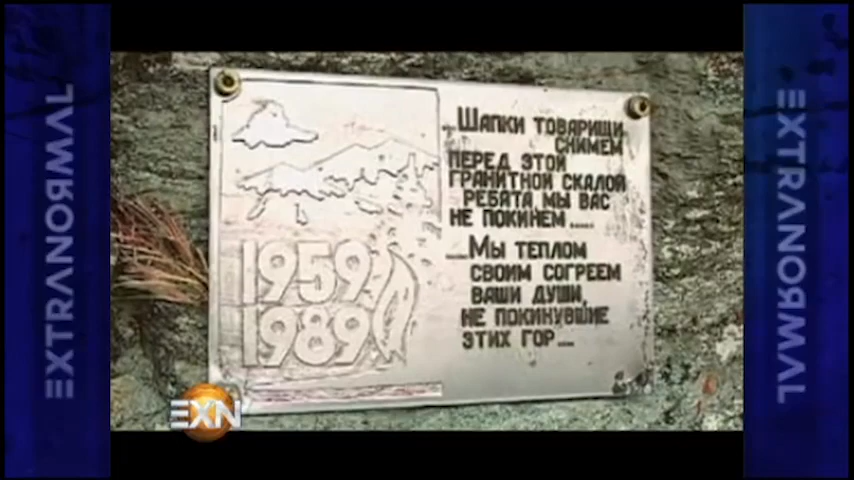 EXTRANORMAL
...ШАПКИ ТОВАРИЩИ
СНИМЕМ
ПЕРЕД ЭТОЙ
ГРАНИТНОЙ СКАЛОЙ
РЕБЯТА МЫ ВАС
НЕ ПОКИНЕМ.....
1959
1989
....МЫ ТЕПЛОМ
СВОИМ СОГРЕЕМ
ВАШИ ДУШИ,
НЕ ПОКИНУВШИЕ
ЭТИХ ГОР....
EXN
EXTRANORMAL